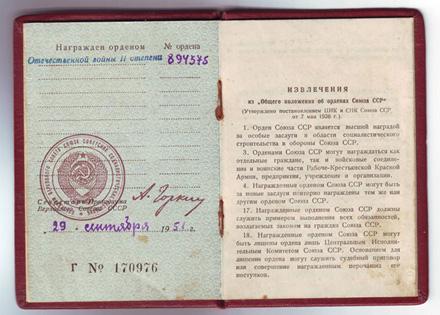 Награжден орденом № ордена
Отечественной войны II степени 894575
Секретарь Президиума
Верховного Совета СССР
29 сентября 1951 г.
Г № 170976
ИЗВЛЕЧЕНИЯ
из „Общего положения об орденах Союза ССР“
(Утверждено постановлением ЦИК и СНК Союза ССР
от 7 мая 1936 г.)
1. Орден Союза ССР является высшей наградой
за особые заслуги в области социалистического
строительства и обороны Союза ССР.
3. Орденами Союза ССР могут награждаться как
отдельные граждане, так и войсковые соедине-
ния и воинские части Рабоче-Крестьянской Красной
Армии, предприятия, учреждения и организации.
4. Награжденные орденом Союза ССР могут быть
за новые заслуги повторно награждены тем же или
другим орденом Союза ССР.
17. Награжденные орденом Союза ССР должны
служить примером выполнения всех обязанностей,
возлагаемых законом на граждан Союза ССР.
18. Награжденные орденом Союза ССР могут
быть лишены ордена лишь Центральным Исполни-
тельным Комитетом Союза ССР. Основанием для
лишения ордена могут служить судебный приговор
или совершение награжденным порочащих его
поступков.